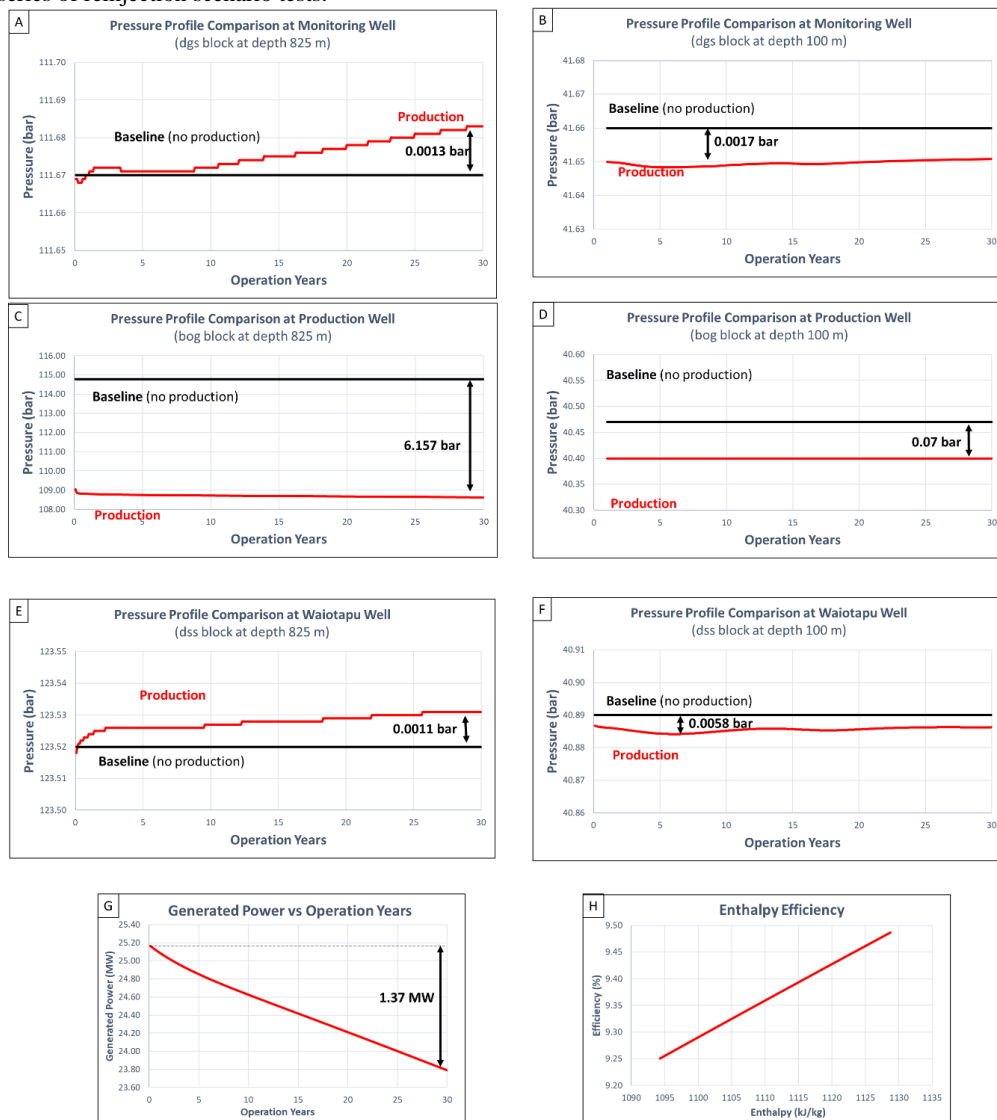 series of reinjection scenario tests.
A
Pressure Profile Comparison at Monitoring Well
(dgs block at depth 825 m)
111.70
111.69
111.68
111.67
111.66
111.65
Pressure (bar)
Baseline (no production)
Production
0.0013 bar
0 5 10 15 20 25 30
Operation Years
B
Pressure Profile Comparison at Monitoring Well
(dgs block at depth 100 m)
41.68
41.67
41.66
41.65
41.64
41.63
Pressure (bar)
Baseline (no production)
0.0017 bar
Production
0 5 10 15 20 25 30
Operation Years
C
Pressure Profile Comparison at Production Well
(bog block at depth 825 m)
116.00
115.00
114.00
113.00
112.00
111.00
110.00
109.00
108.00
Pressure (bar)
Baseline (no production)
6.157 bar
Production
0 5 10 15 20 25 30
Operation Years
D
Pressure Profile Comparison at Production Well
(bog block at depth 100 m)
40.60
40.55
40.50
40.45
40.40
40.35
40.30
Pressure (bar)
Baseline (no production)
0.07 bar
Production
0 5 10 15 20 25 30
Operation Years
E
Pressure Profile Comparison at Waiotapu Well
(dss block at depth 825 m)
123.55
123.54
123.53
123.52
123.51
123.50
Pressure (bar)
Production
0.0011 bar
Baseline (no production)
0 5 10 15 20 25 30
Operation Years
F
Pressure Profile Comparison at Waiotapu Well
(dss block at depth 100 m)
40.91
40.90
40.89
40.88
40.87
40.86
Pressure (bar)
Baseline (no production)
0.0058 bar
Production
0 5 10 15 20 25 30
Operation Years
G
Generated Power vs Operation Years
25.40
25.20
25.00
24.80
24.60
24.40
24.20
24.00
23.80
23.60
Generated Power (MW)
1.37 MW
0 5 10 15 20 25 30
Operation Years
H
Enthalpy Efficiency
9.50
9.45
9.40
9.35
9.30
9.25
9.20
Efficiency (%)
1090 1095 1100 1105 1110 1115 1120 1125 1130 1135
Enthalpy (kJ/kg)